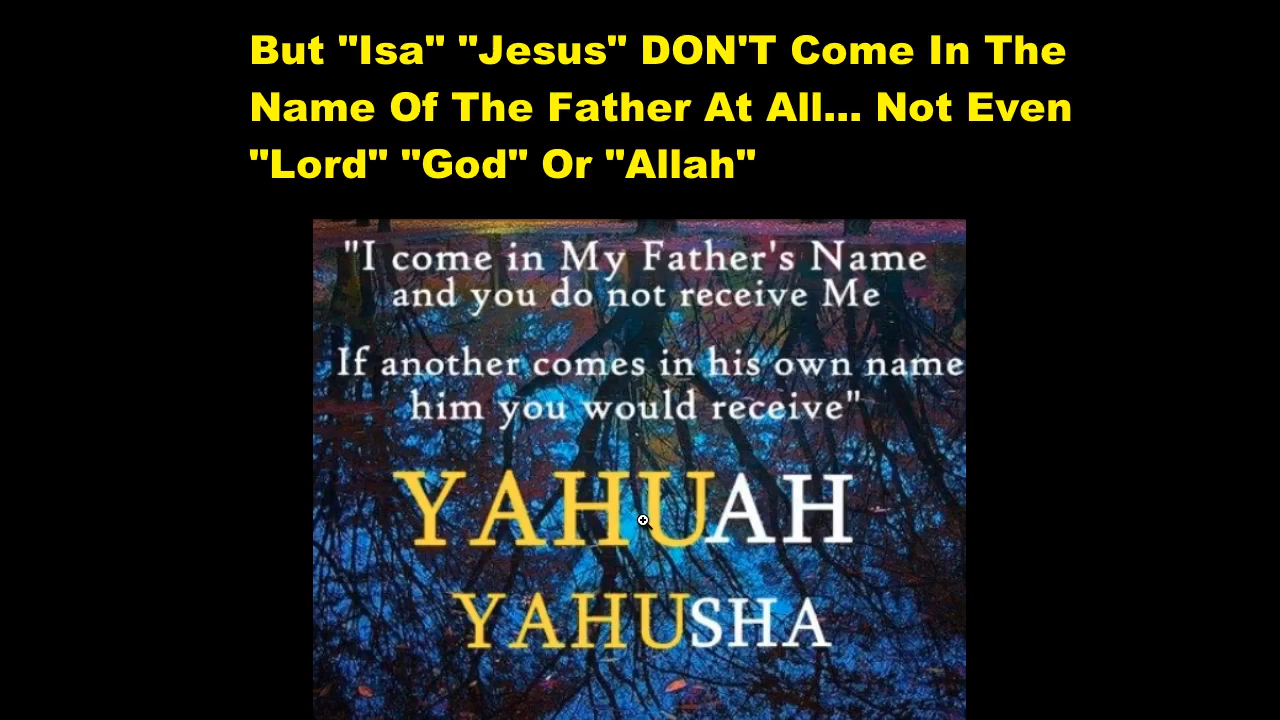 But "Isa" "Jesus" DON'T Come In The
Name Of The Father At All... Not Even
"Lord" "God" Or "Allah"
"I come in My Father's Name
and you do not receive Me
If another comes in his own name
him you would receive"
YAHUAH
YAHUSHA